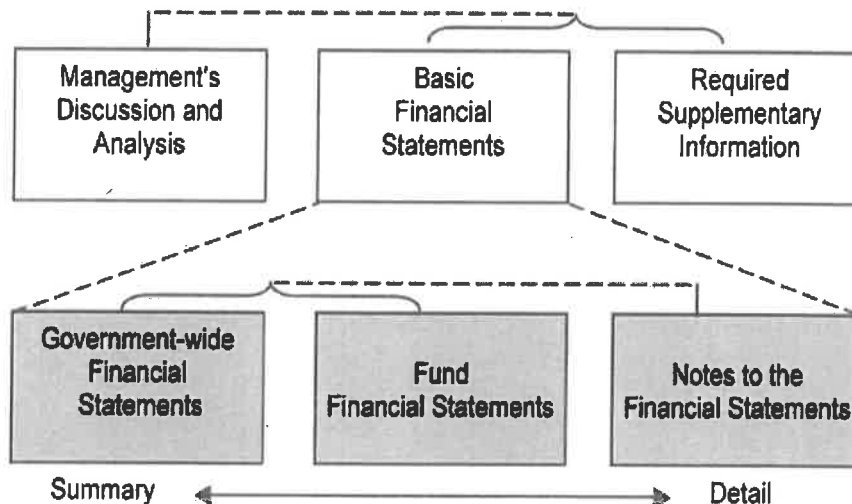 Management's
Discussion and
Analysis
Basic
Financial
Statements
Required
Supplementary
Information
Government-wide
Financial
Statements
Fund
Financial Statements
Notes to the
Financial Statements
Summary
Detail